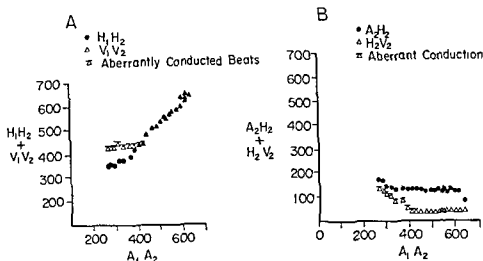 A
● H₁H₂
△ V₁V₂
⧖ Aberrantly Conducted Beats
700
600
500
400
300
200
H₁H₂
+
V₁V₂
200
400
600
A₁ A₂
B
● A₂H₂
△ H₂V₂
⧖ Aberrant Conduction
700
600
500
400
300
200
100
A₂H₂
+
H₂V₂
0
200
400
600
0
A₁ A₂